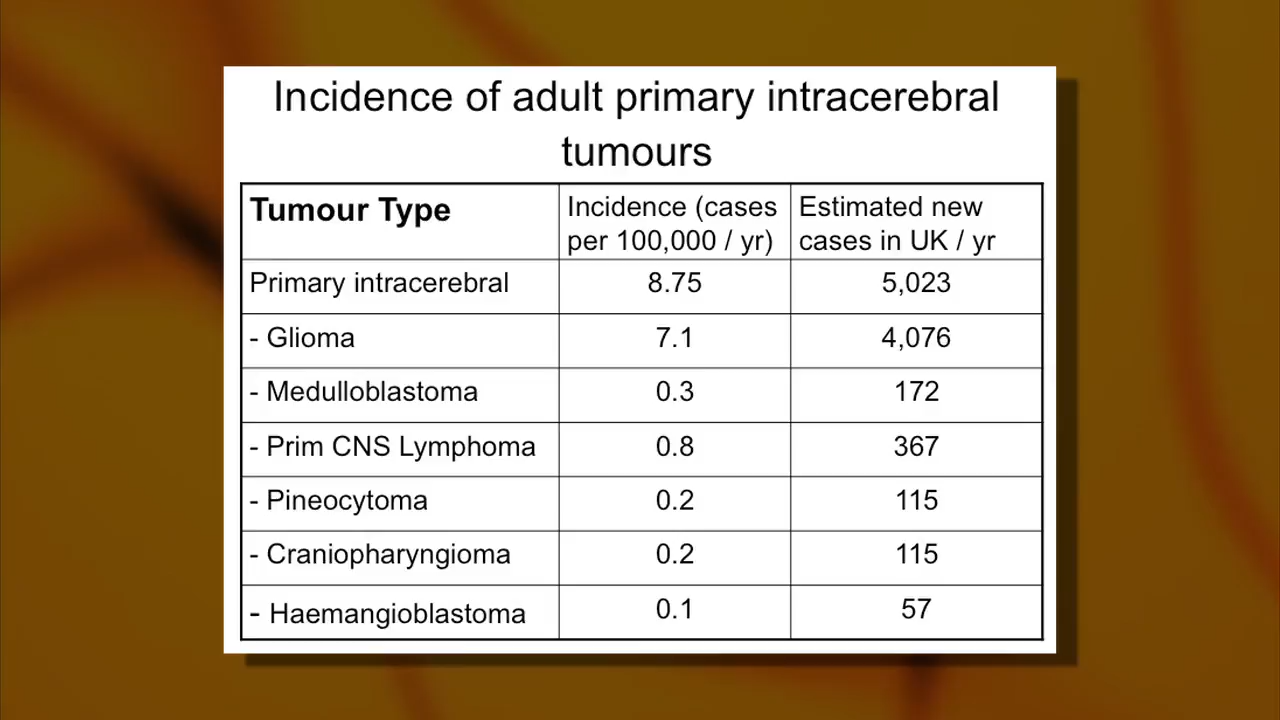 Incidence of adult primary intracerebral
tumours
Tumour Type
Incidence (cases
per 100,000 / yr)
Estimated new
cases in UK / yr
Primary intracerebral 8.75 5,023
- Glioma 7.1 4,076
- Medulloblastoma 0.3 172
- Prim CNS Lymphoma 0.8 367
- Pineocytoma 0.2 115
- Craniopharyngioma 0.2 115
- Haemangioblastoma 0.1 57